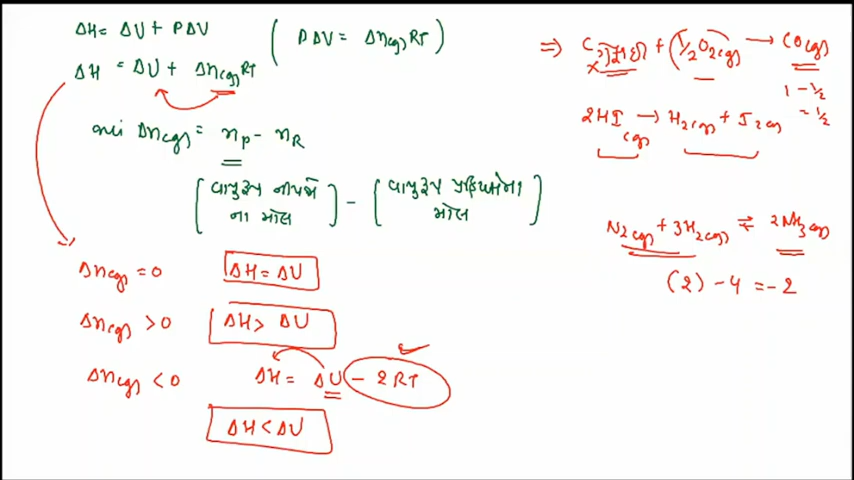 ΔH = ΔU + PΔV ( PΔV = Δn(g) RT )
ΔH = ΔU + Δn(g) RT
Δn(g) = nP - nR
[ વાયુરૂપ નીપજો ના મોલ ] - [ વાયુરૂપ પ્રક્રિયકોના મોલ ]
Δn(g) = 0 ΔH = ΔU
Δn(g) > 0 ΔH > ΔU
Δn(g) < 0 ΔH = ΔU - 2RT
ΔH < ΔU
⇒ C + ( 1/2 O2(g) → CO(g)
1 - 1/2
= 1/2
2HI(g) → H2(g) + I2(g)
N2(g) + 3H2(g) ⇌ 2NH3(g)
(2) - 4 = -2